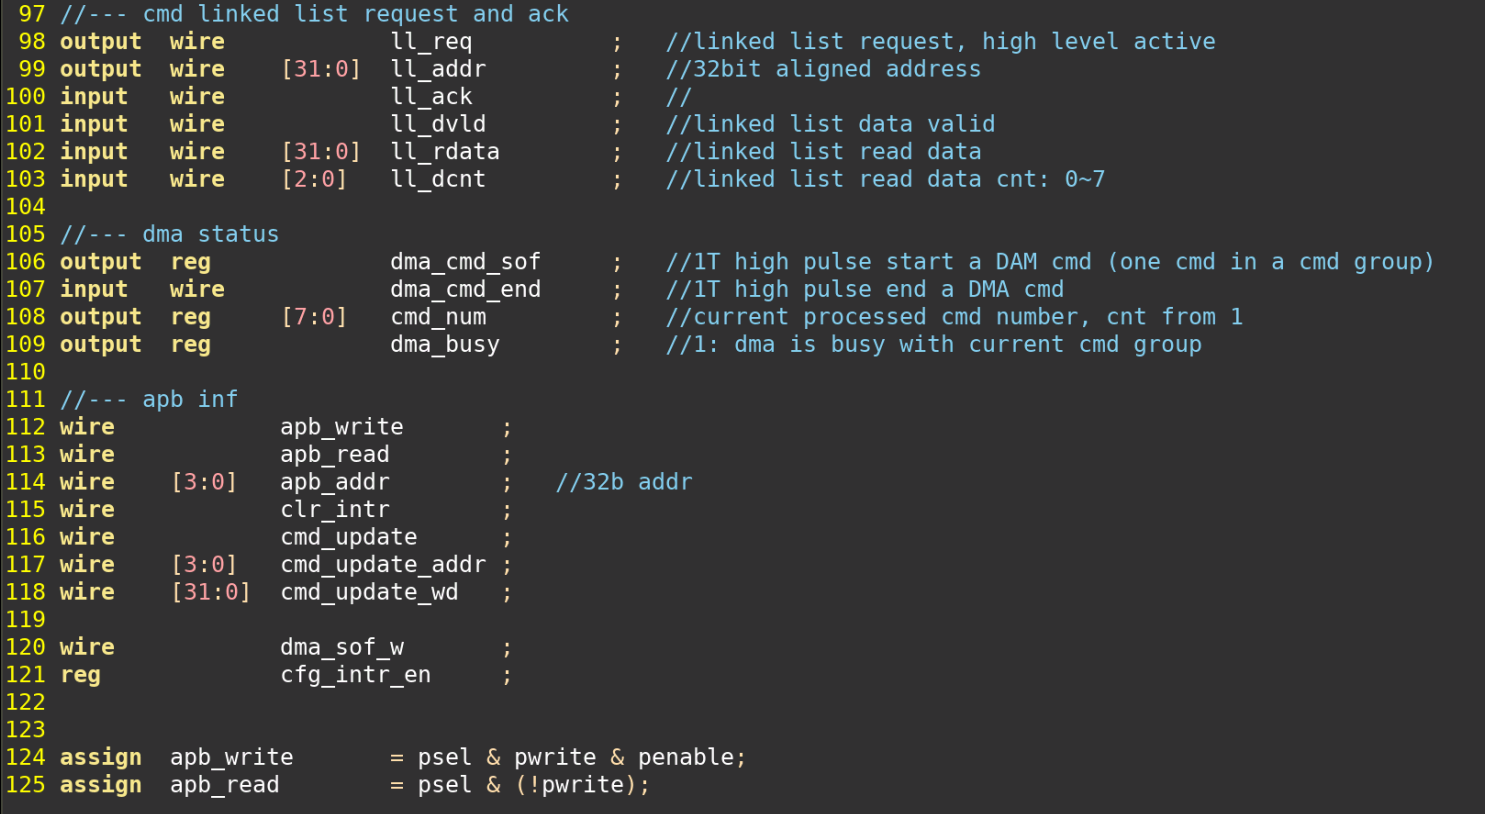 97 //--- cmd linked list request and ack
98 output  wire            ll_req          ;   //linked list request, high level active
99 output  wire    [31:0]  ll_addr         ;   //32bit aligned address
100 input   wire            ll_ack          ;   //
101 input   wire            ll_dvld         ;   //linked list data valid
102 input   wire    [31:0]  ll_rdata        ;   //linked list read data
103 input   wire    [2:0]   ll_dcnt         ;   //linked list read data cnt: 0~7
104
105 //--- dma status
106 output  reg             dma_cmd_sof     ;   //1T high pulse start a DAM cmd (one cmd in a cmd group)
107 input   wire            dma_cmd_end     ;   //1T high pulse end a DMA cmd
108 output  reg     [7:0]   cmd_num         ;   //current processed cmd number, cnt from 1
109 output  reg             dma_busy        ;   //1: dma is busy with current cmd group
110
111 //--- apb inf
112 wire            apb_write       ;
113 wire            apb_read        ;
114 wire    [3:0]   apb_addr        ;   //32b addr
115 wire            clr_intr        ;
116 wire            cmd_update      ;
117 wire    [3:0]   cmd_update_addr ;
118 wire    [31:0]  cmd_update_wd   ;
119
120 wire            dma_sof_w       ;
121 reg             cfg_intr_en     ;
122
123
124 assign  apb_write       = psel & pwrite & penable;
125 assign  apb_read        = psel & (!pwrite);